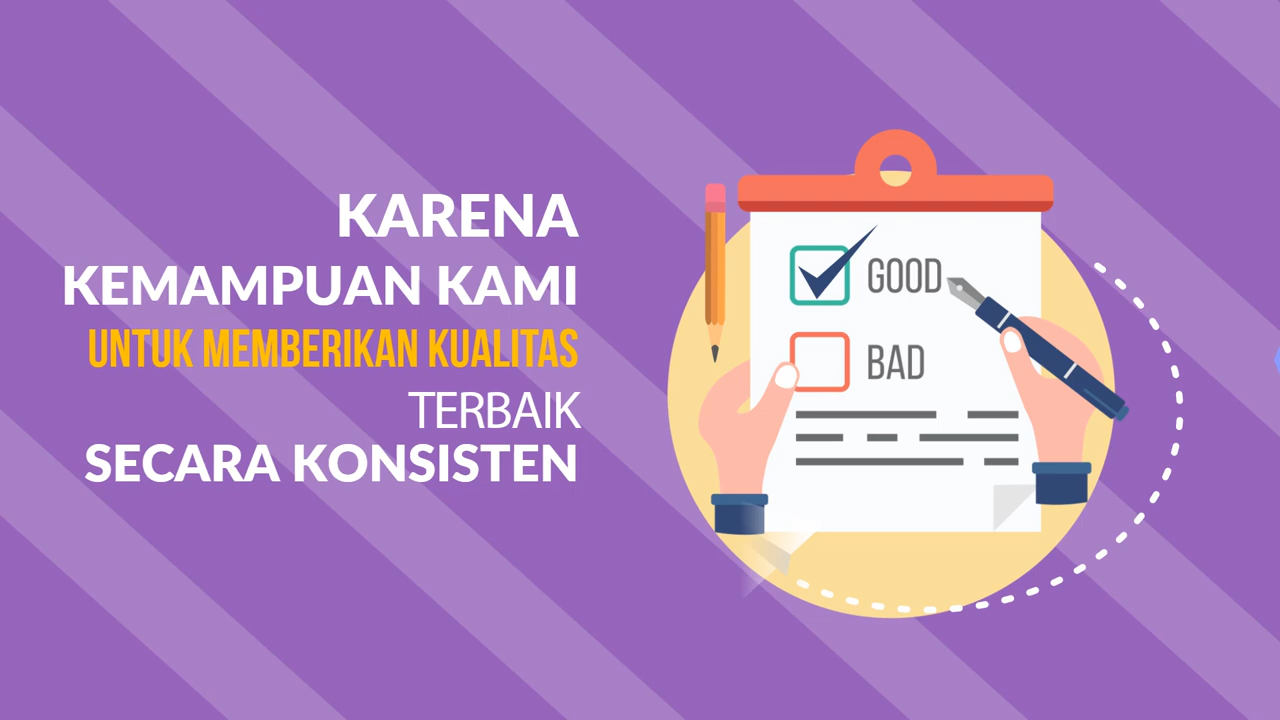 KARENA
KEMAMPUAN KAMI
UNTUK MEMBERIKAN KUALITAS
TERBAIK
SECARA KONSISTEN
GOOD
BAD